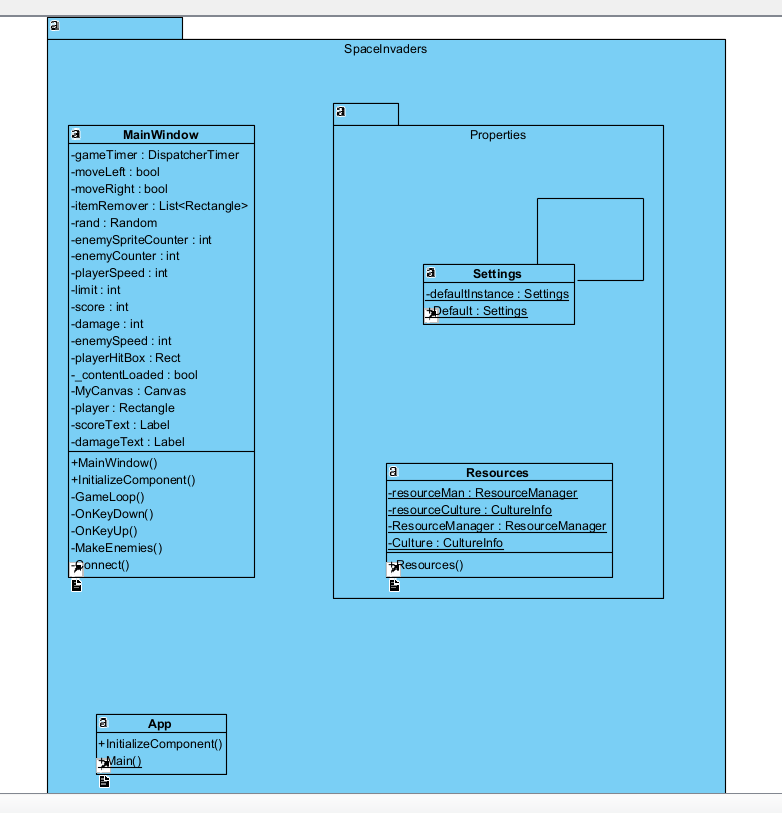 a
SpaceInvaders
a MainWindow
-gameTimer : DispatcherTimer
-moveLeft : bool
-moveRight : bool
-itemRemover : List<Rectangle>
-rand : Random
-enemySpriteCounter : int
-enemyCounter : int
-playerSpeed : int
-limit : int
-score : int
-damage : int
-enemySpeed : int
-playerHitBox : Rect
-_contentLoaded : bool
-MyCanvas : Canvas
-player : Rectangle
-scoreText : Label
-damageText : Label
+MainWindow()
+InitializeComponent()
-GameLoop()
-OnKeyDown()
-OnKeyUp()
-MakeEnemies()
-Connect()
a
Properties
a Settings
-defaultInstance : Settings
+Default : Settings
a Resources
-resourceMan : ResourceManager
-resourceCulture : CultureInfo
-ResourceManager : ResourceManager
-Culture : CultureInfo
+Resources()
a App
+InitializeComponent()
+Main()